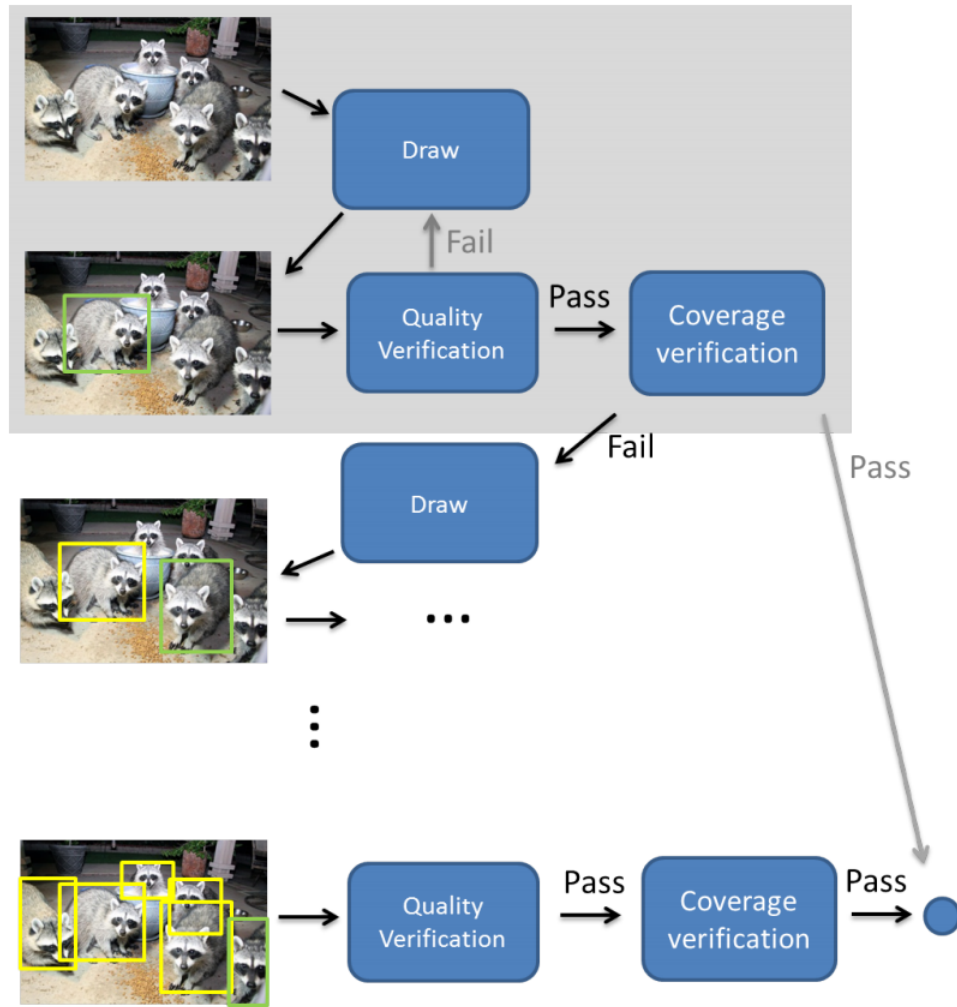 Draw
Fail
Quality
Verification
Pass
Coverage
verification
Fail
Pass
Draw
...
Quality
Verification
Pass
Coverage
verification
Pass